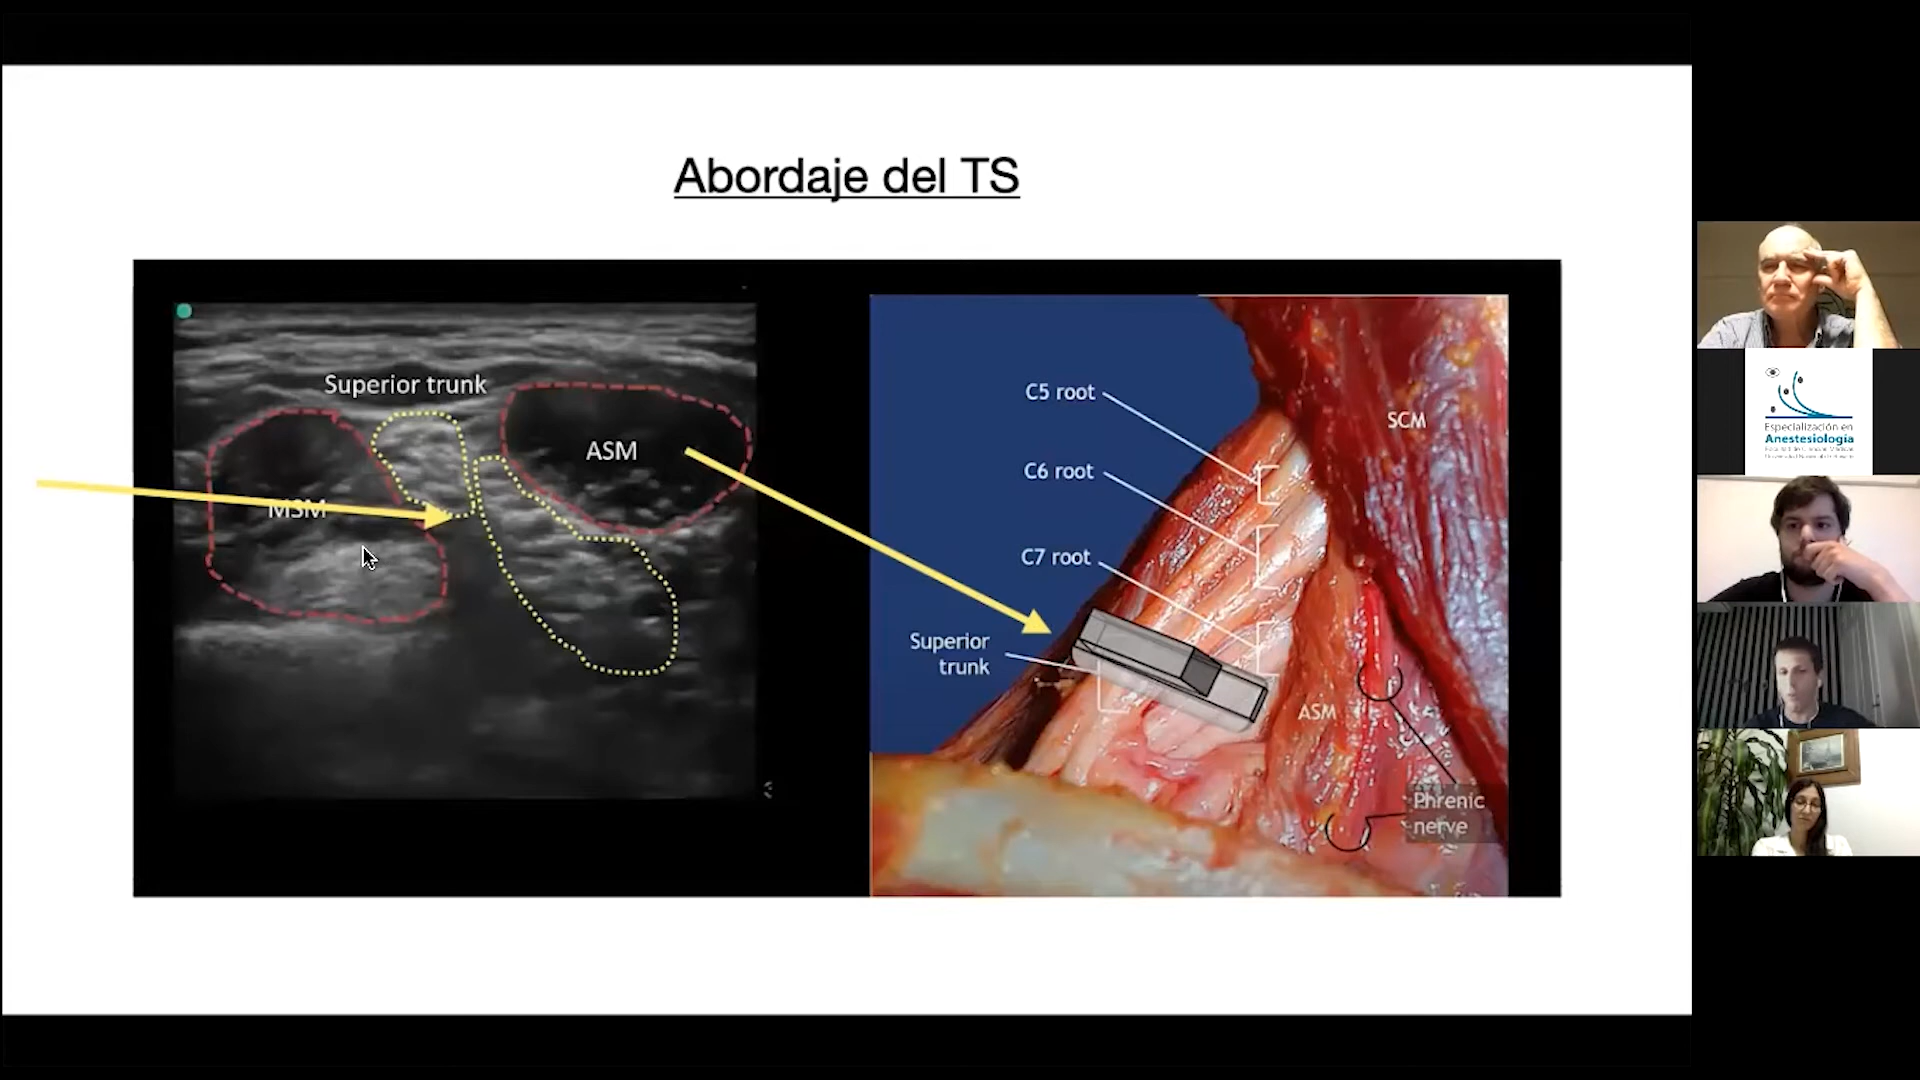 Abordaje del TS
Superior trunk
ASM
MSM
C5 root
C6 root
C7 root
Superior
trunk
SCM
ASM
Phrenic
nerve
Especialización en
Anestesiología